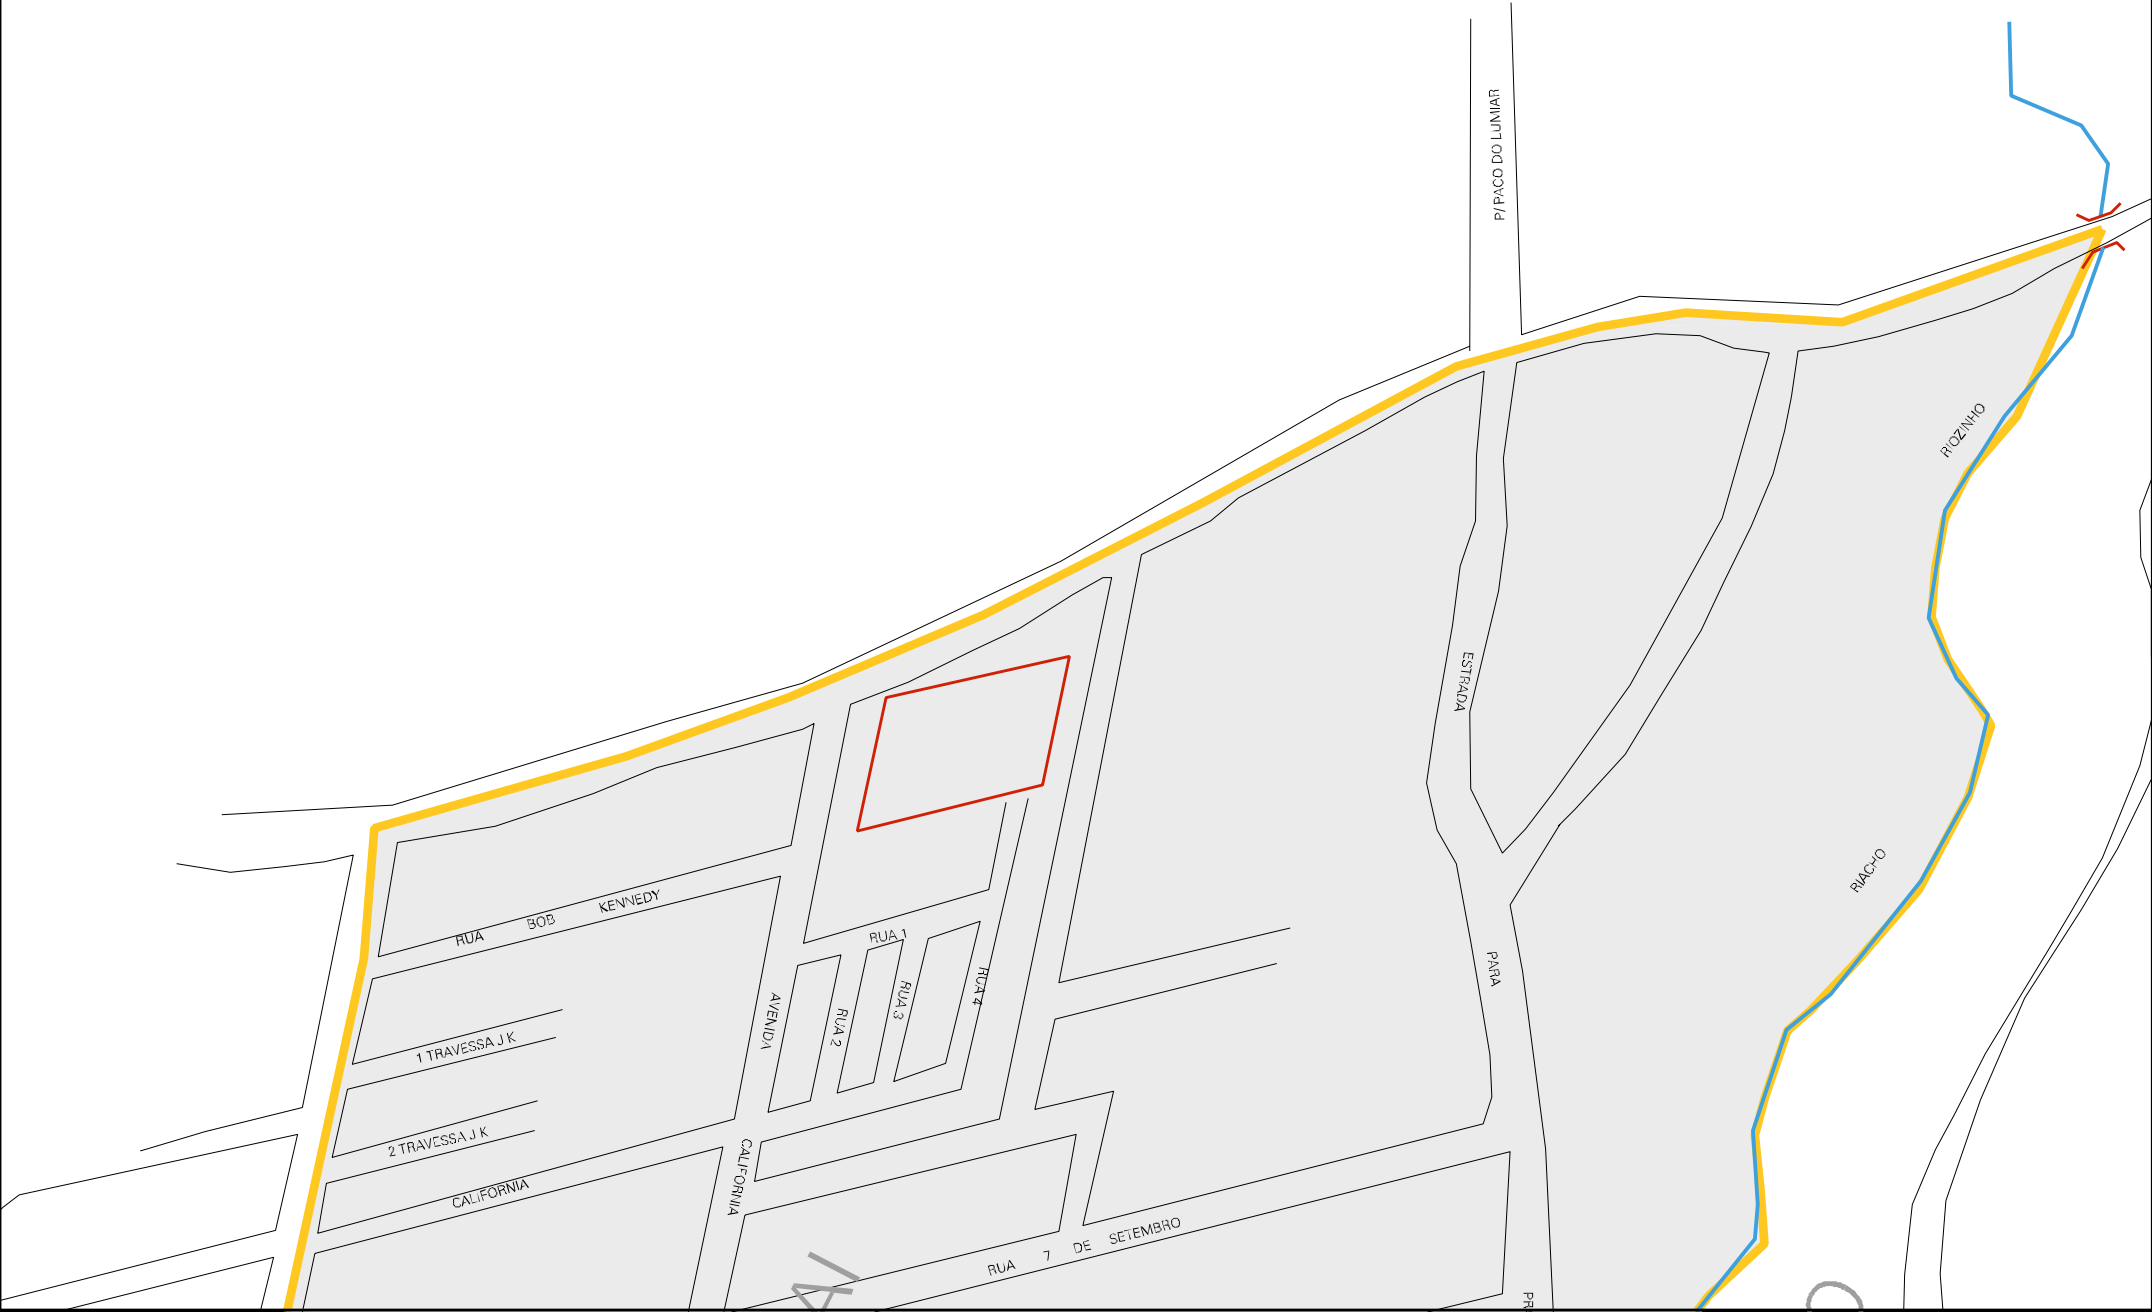 P/ PACO DO LUMIAR
RIOZINHO
ESTRADA
RIACHO
RUA BOB KENNEDY
RUA 1
RUA 4
RUA 3
RUA 2
AVENIDA
PARA
1 TRAVESSA J K
2 TRAVESSA J K
CALIFORNIA
CALIFORNIA
RUA 7 DE SETEMBRO